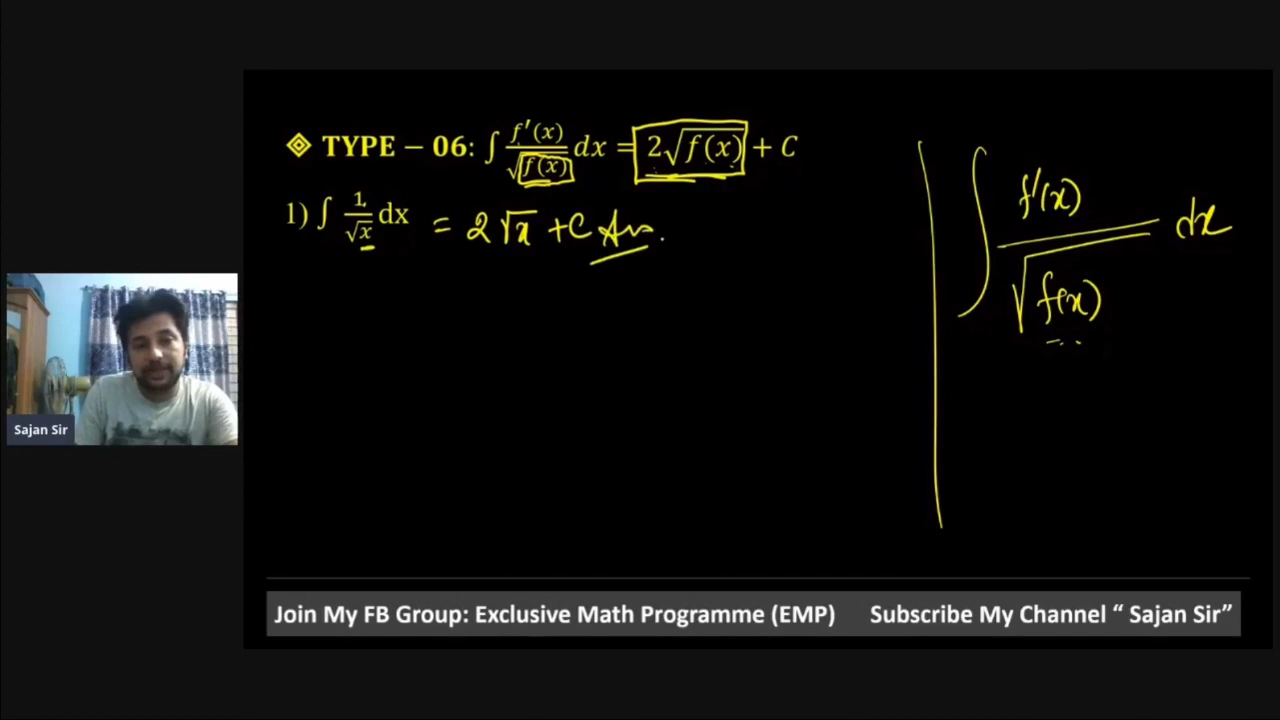 ❖ TYPE – 06: ∫ f′(x)/√f(x) dx = 2√f(x) + C
1) ∫ 1/√x dx = 2√x + C Ans.
∫ f′(x)/√f(x) dx
Sajan Sir
Join My FB Group: Exclusive Math Programme (EMP) Subscribe My Channel “ Sajan Sir”